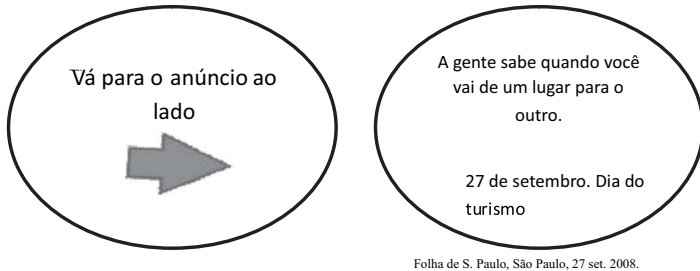 Vá para o anúncio ao
lado
A gente sabe quando você
vai de um lugar para o
outro.
27 de setembro. Dia do
turismo
Folha de S. Paulo, São Paulo, 27 set. 2008.